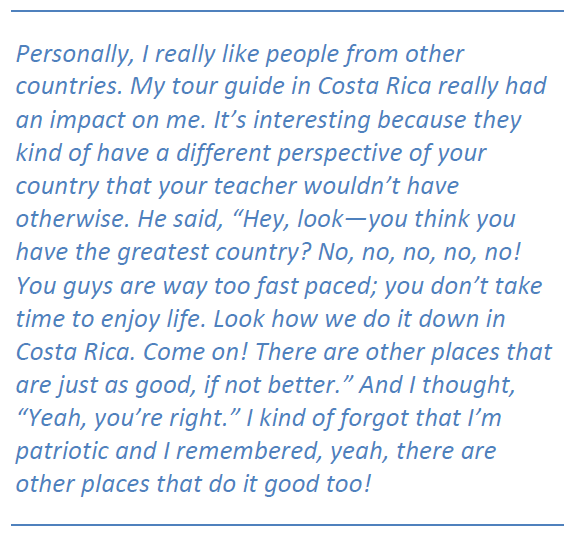 Personally, I really like people from other
countries. My tour guide in Costa Rica really had
an impact on me. It’s interesting because they
kind of have a different perspective of your
country that your teacher wouldn’t have
otherwise. He said, “Hey, look—you think you
have the greatest country? No, no, no, no, no!
You guys are way too fast paced; you don’t take
time to enjoy life. Look how we do it down in
Costa Rica. Come on! There are other places that
are just as good, if not better.” And I thought,
“Yeah, you’re right.” I kind of forgot that I’m
patriotic and I remembered, yeah, there are
other places that do it good too!